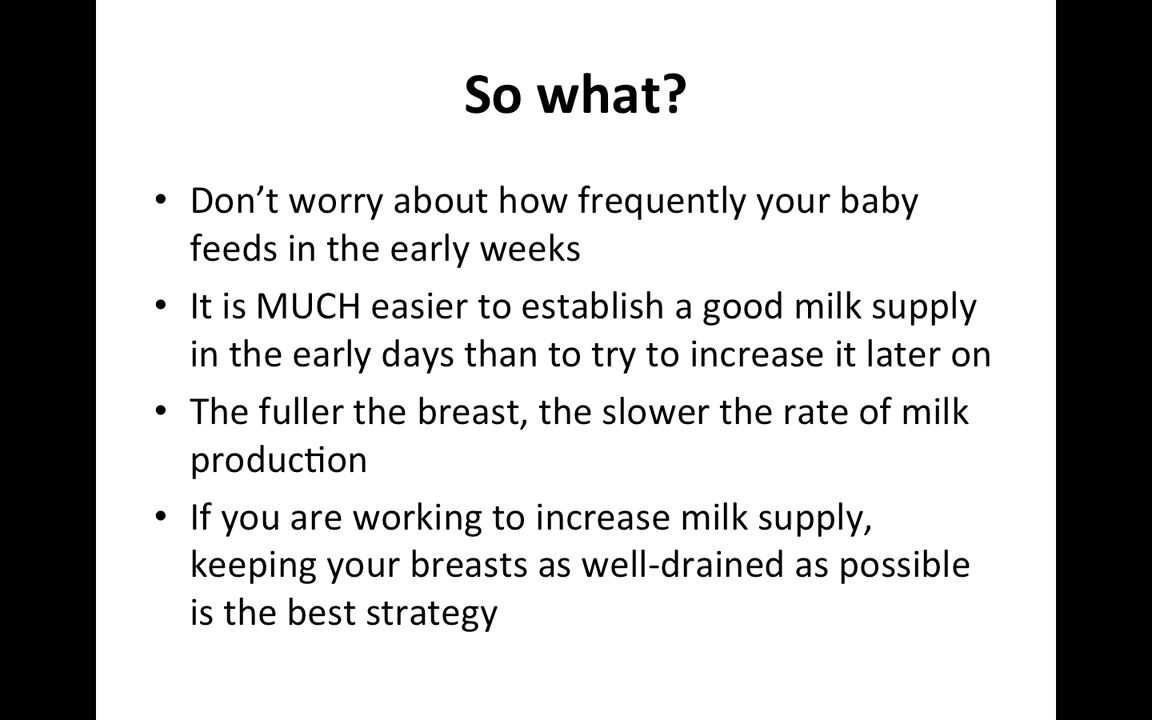 So what?
• Don’t worry about how frequently your baby
feeds in the early weeks
• It is MUCH easier to establish a good milk supply
in the early days than to try to increase it later on
• The fuller the breast, the slower the rate of milk
production
• If you are working to increase milk supply,
keeping your breasts as well-drained as possible
is the best strategy